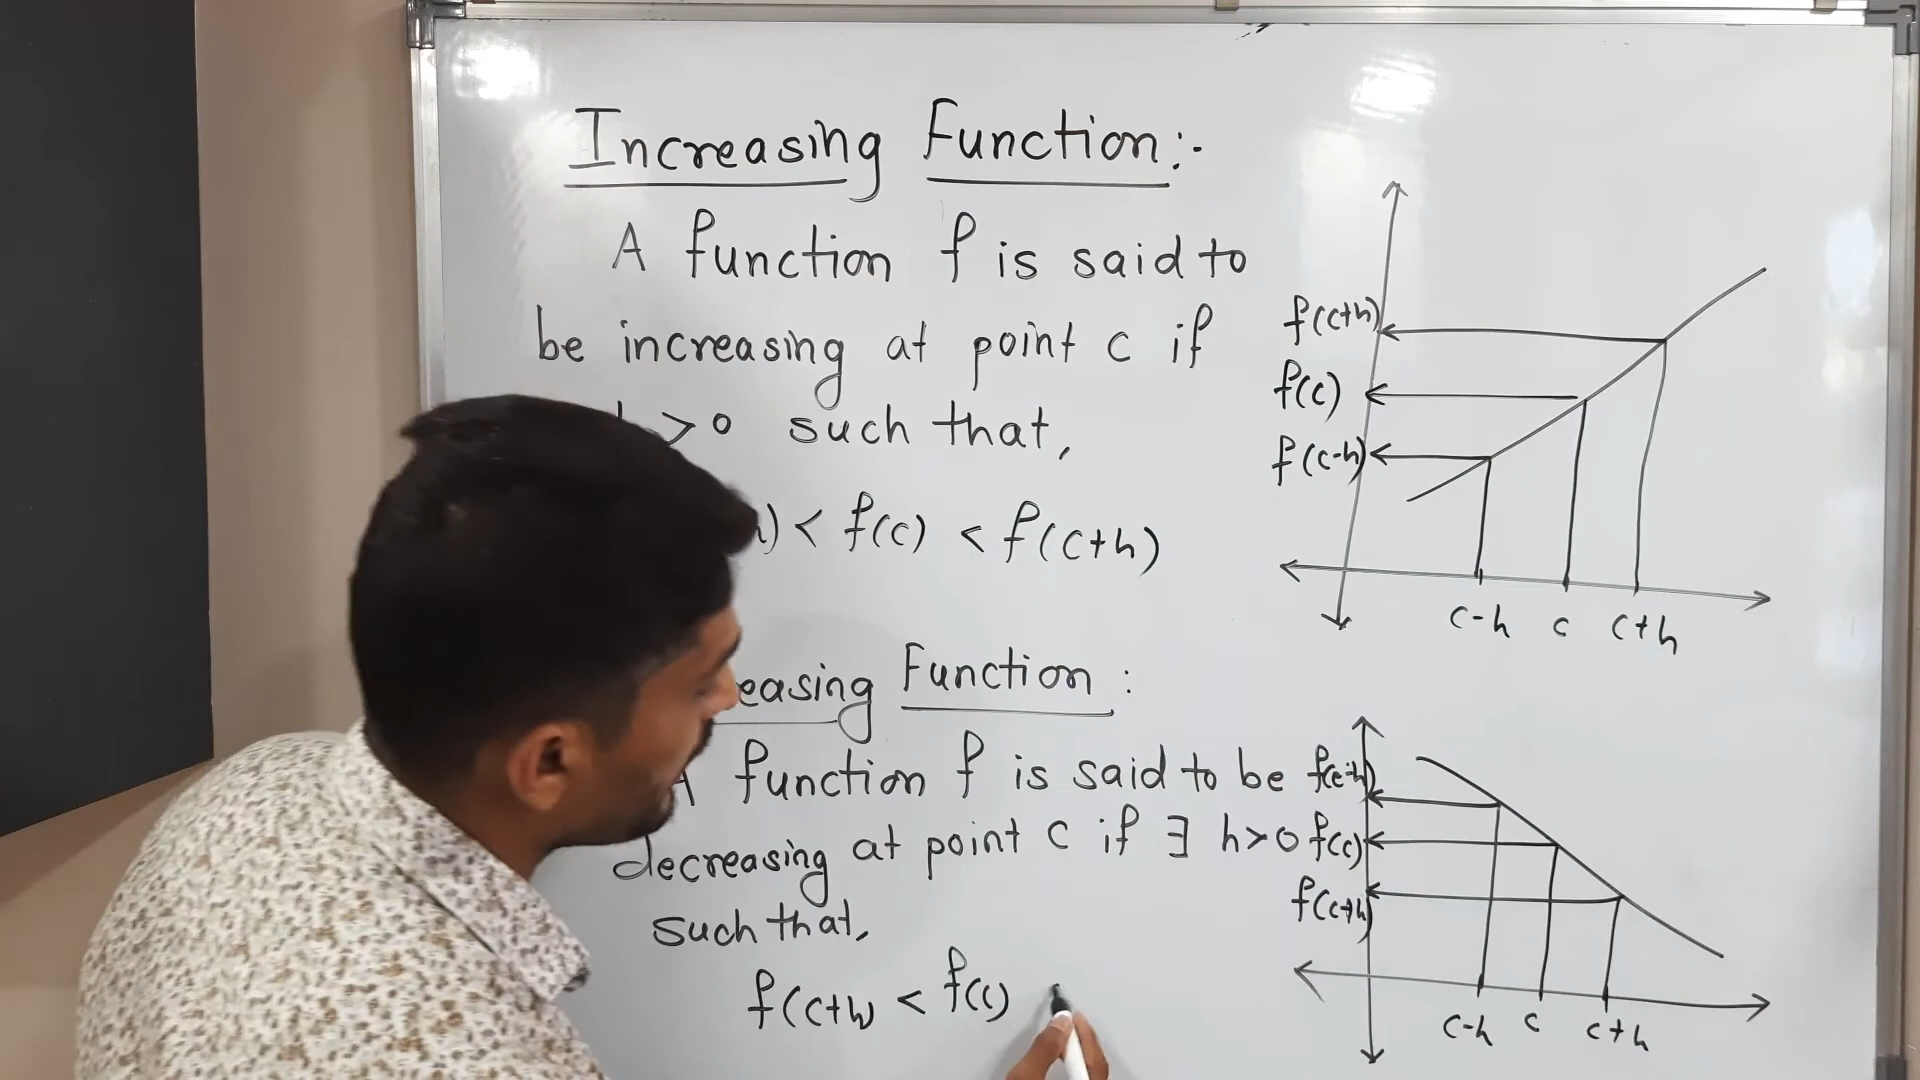 Increasing Function:-
A function f is said to
be increasing at point c if
> 0 such that,
) < f(c) < f(c+h)
easing Function :
A function f is said to be
decreasing at point c if ∃ h>0
such that,
f(c+h) < f(c)
f(c+h)
f(c)
f(c-h)
c-h c c+h
f(c-h)
f(c)
f(c+h)
c-h c c+h